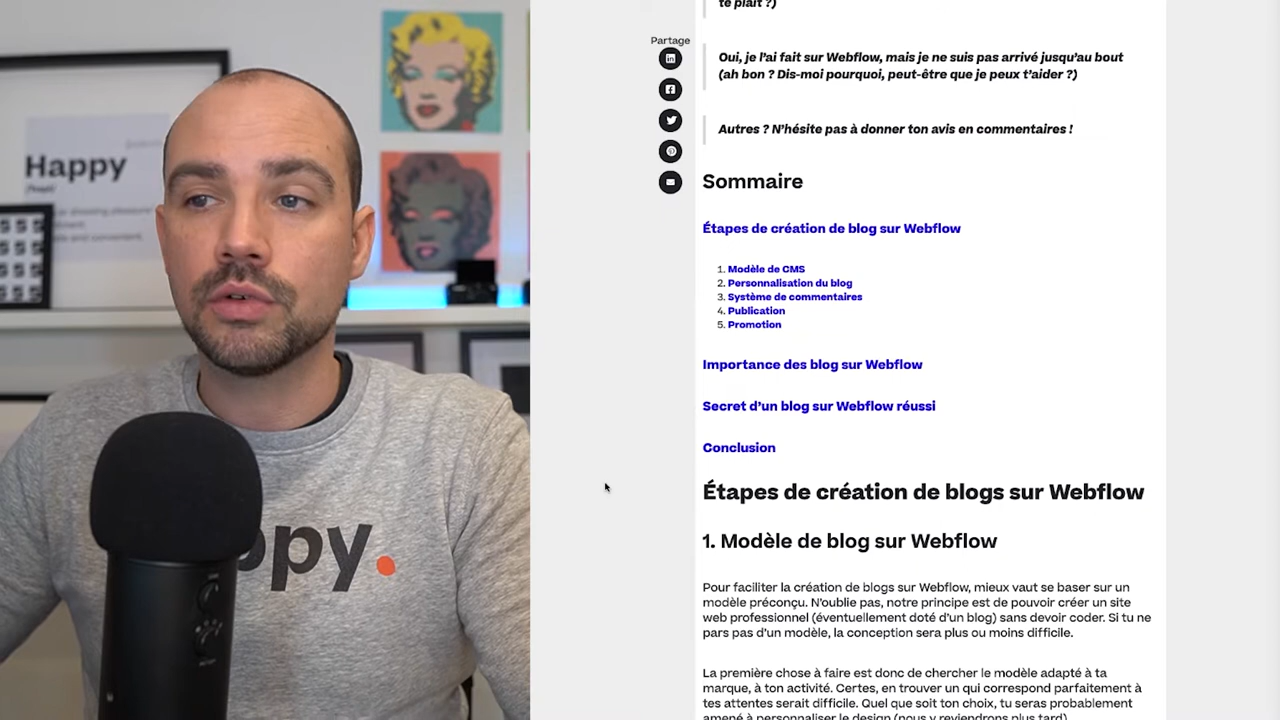 Happy
ppy.
te plaît ?)
Partage
Oui, je l’ai fait sur Webflow, mais je ne suis pas arrivé jusqu’au bout
(ah bon ? Dis-moi pourquoi, peut-être que je peux t’aider ?)
Autres ? N’hésite pas à donner ton avis en commentaires !
Sommaire
Étapes de création de blog sur Webflow
1. Modèle de CMS
2. Personnalisation du blog
3. Système de commentaires
4. Publication
5. Promotion
Importance des blog sur Webflow
Secret d’un blog sur Webflow réussi
Conclusion
Étapes de création de blogs sur Webflow
1. Modèle de blog sur Webflow
Pour faciliter la création de blogs sur Webflow, mieux vaut se baser sur un
modèle préconçu. N’oublie pas, notre principe est de pouvoir créer un site
web professionnel (éventuellement doté d’un blog) sans devoir coder. Si tu ne
pars pas d’un modèle, la conception sera plus ou moins difficile.
La première chose à faire est donc de chercher le modèle adapté à ta
marque, à ton activité. Certes, en trouver un qui correspond parfaitement à
tes attentes serait difficile. Quel que soit ton choix, tu seras probablement
amené à personnaliser le design (nous y reviendrons plus tard).